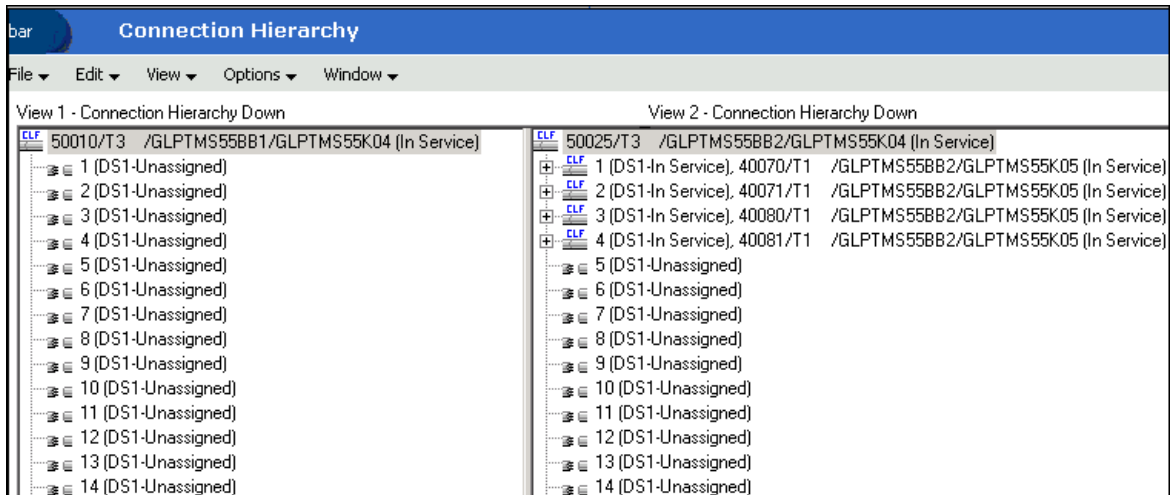 bar Connection Hierarchy
File Edit View Options Window
View 1 - Connection Hierarchy Down
CLF 50010/T3 /GLPTMS55BB1/GLPTMS55K04 (In Service)
1 (DS1-Unassigned)
2 (DS1-Unassigned)
3 (DS1-Unassigned)
4 (DS1-Unassigned)
5 (DS1-Unassigned)
6 (DS1-Unassigned)
7 (DS1-Unassigned)
8 (DS1-Unassigned)
9 (DS1-Unassigned)
10 (DS1-Unassigned)
11 (DS1-Unassigned)
12 (DS1-Unassigned)
13 (DS1-Unassigned)
14 (DS1-Unassigned)
View 2 - Connection Hierarchy Down
CLF 50025/T3 /GLPTMS55BB2/GLPTMS55K04 (In Service)
CLF 1 (DS1-In Service), 40070/T1 /GLPTMS55BB2/GLPTMS55K05 (In Service)
CLF 2 (DS1-In Service), 40071/T1 /GLPTMS55BB2/GLPTMS55K05 (In Service)
CLF 3 (DS1-In Service), 40080/T1 /GLPTMS55BB2/GLPTMS55K05 (In Service)
CLF 4 (DS1-In Service), 40081/T1 /GLPTMS55BB2/GLPTMS55K05 (In Service)
5 (DS1-Unassigned)
6 (DS1-Unassigned)
7 (DS1-Unassigned)
8 (DS1-Unassigned)
9 (DS1-Unassigned)
10 (DS1-Unassigned)
11 (DS1-Unassigned)
12 (DS1-Unassigned)
13 (DS1-Unassigned)
14 (DS1-Unassigned)